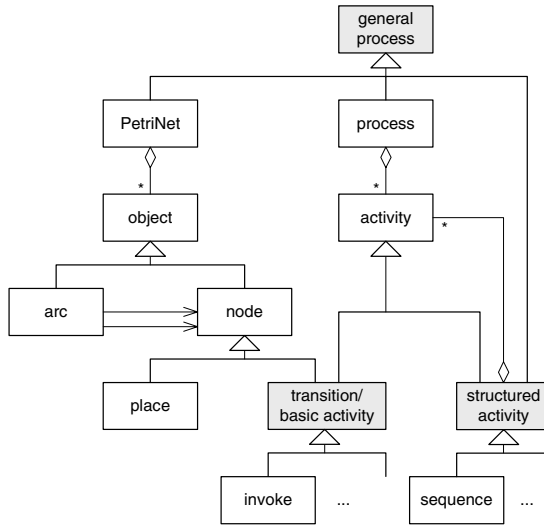 general
process
PetriNet
process
*
*
object
activity
*
arc
node
place
transition/
basic activity
structured
activity
invoke
...
sequence
...